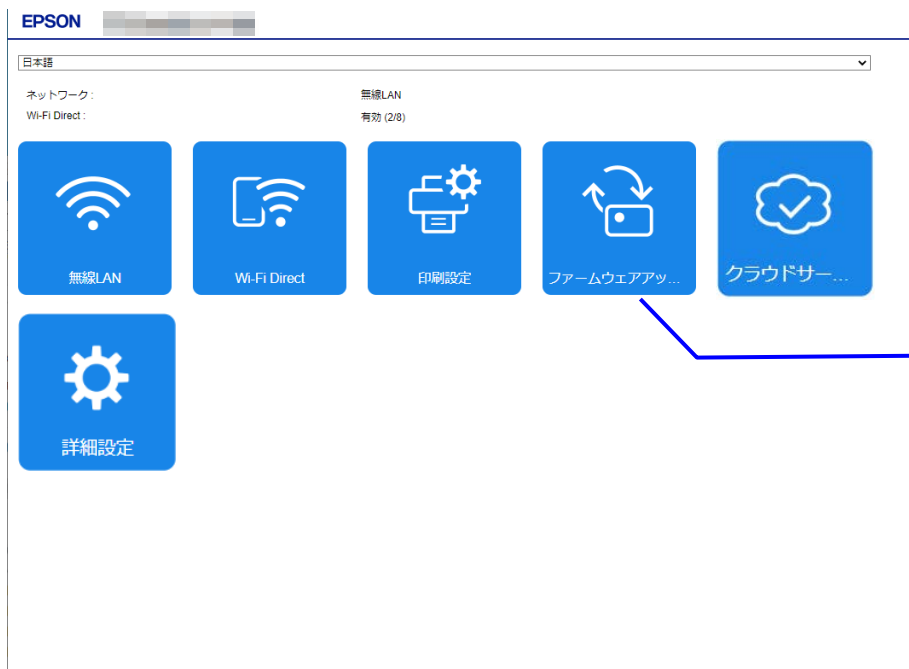 EPSON
日本語
ネットワーク : 無線LAN
Wi-Fi Direct : 有効 (2/8)
無線LAN
Wi-Fi Direct
印刷設定
ファームウェアアッ...
クラウドサー...
詳細設定